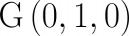 G (0, 1, 0)